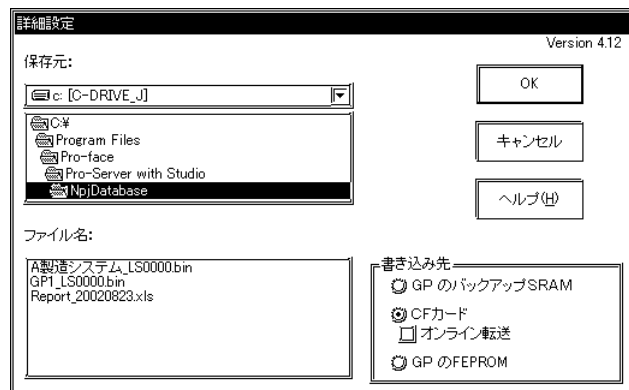 詳細設定
Version 4.12
保存元:
c: [C-DRIVE_J]
OK
C:¥
Program Files
Pro-face
Pro-Server with Studio
NpjDatabase
キャンセル
ヘルプ(H)
ファイル名:
A製造システム_LS0000.bin
GP1_LS0000.bin
Report_20020823.xls
書き込み先
GP のバックアップSRAM
CFカード
オンライン転送
GP のFEPROM